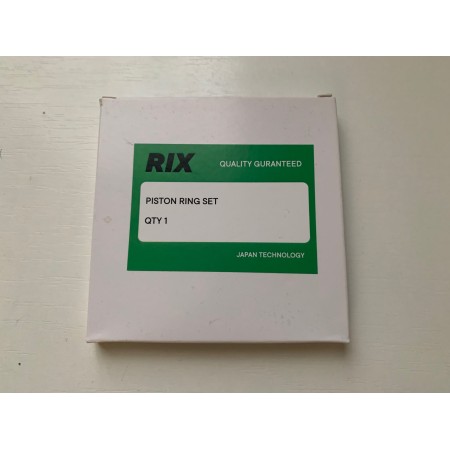 RIX QUALITY GURANTEED
PISTON RING SET
QTY 1
JAPAN TECHNOLOGY